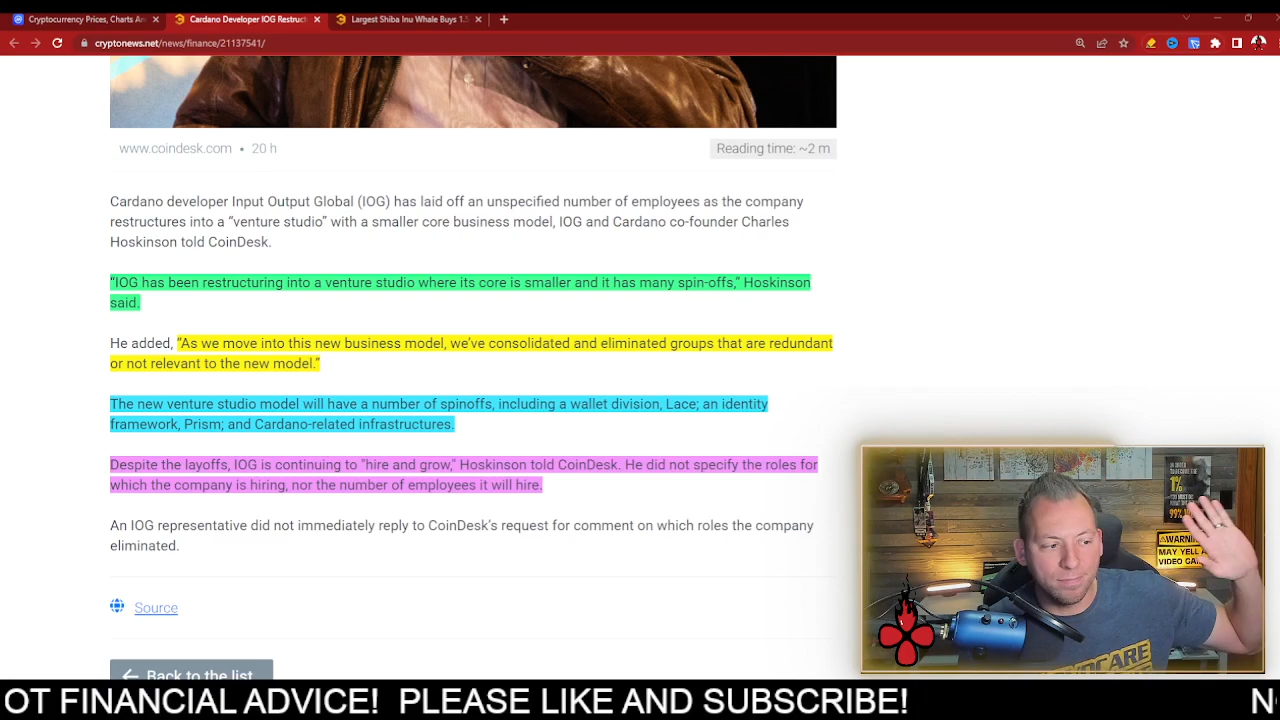 Cryptocurrency Prices, Charts An
Cardano Developer IOG Restruct
Largest Shiba Inu Whale Buys 1.5
cryptonews.net/news/finance/21137541/
www.coindesk.com • 20 h
Reading time: ~2 m
Cardano developer Input Output Global (IOG) has laid off an unspecified number of employees as the company
restructures into a “venture studio” with a smaller core business model, IOG and Cardano co-founder Charles
Hoskinson told CoinDesk.
“IOG has been restructuring into a venture studio where its core is smaller and it has many spin-offs,” Hoskinson
said.
He added, “As we move into this new business model, we’ve consolidated and eliminated groups that are redundant
or not relevant to the new model.”
The new venture studio model will have a number of spinoffs, including a wallet division, Lace; an identity
framework, Prism; and Cardano-related infrastructures.
Despite the layoffs, IOG is continuing to "hire and grow," Hoskinson told CoinDesk. He did not specify the roles for
which the company is hiring, nor the number of employees it will hire.
An IOG representative did not immediately reply to CoinDesk’s request for comment on which roles the company
eliminated.
Source
← Back to the list
1%
99%
⚠WARNING
MAY YELL A
VIDEO GA
OCARE
OT FINANCIAL ADVICE! PLEASE LIKE AND SUBSCRIBE!
N